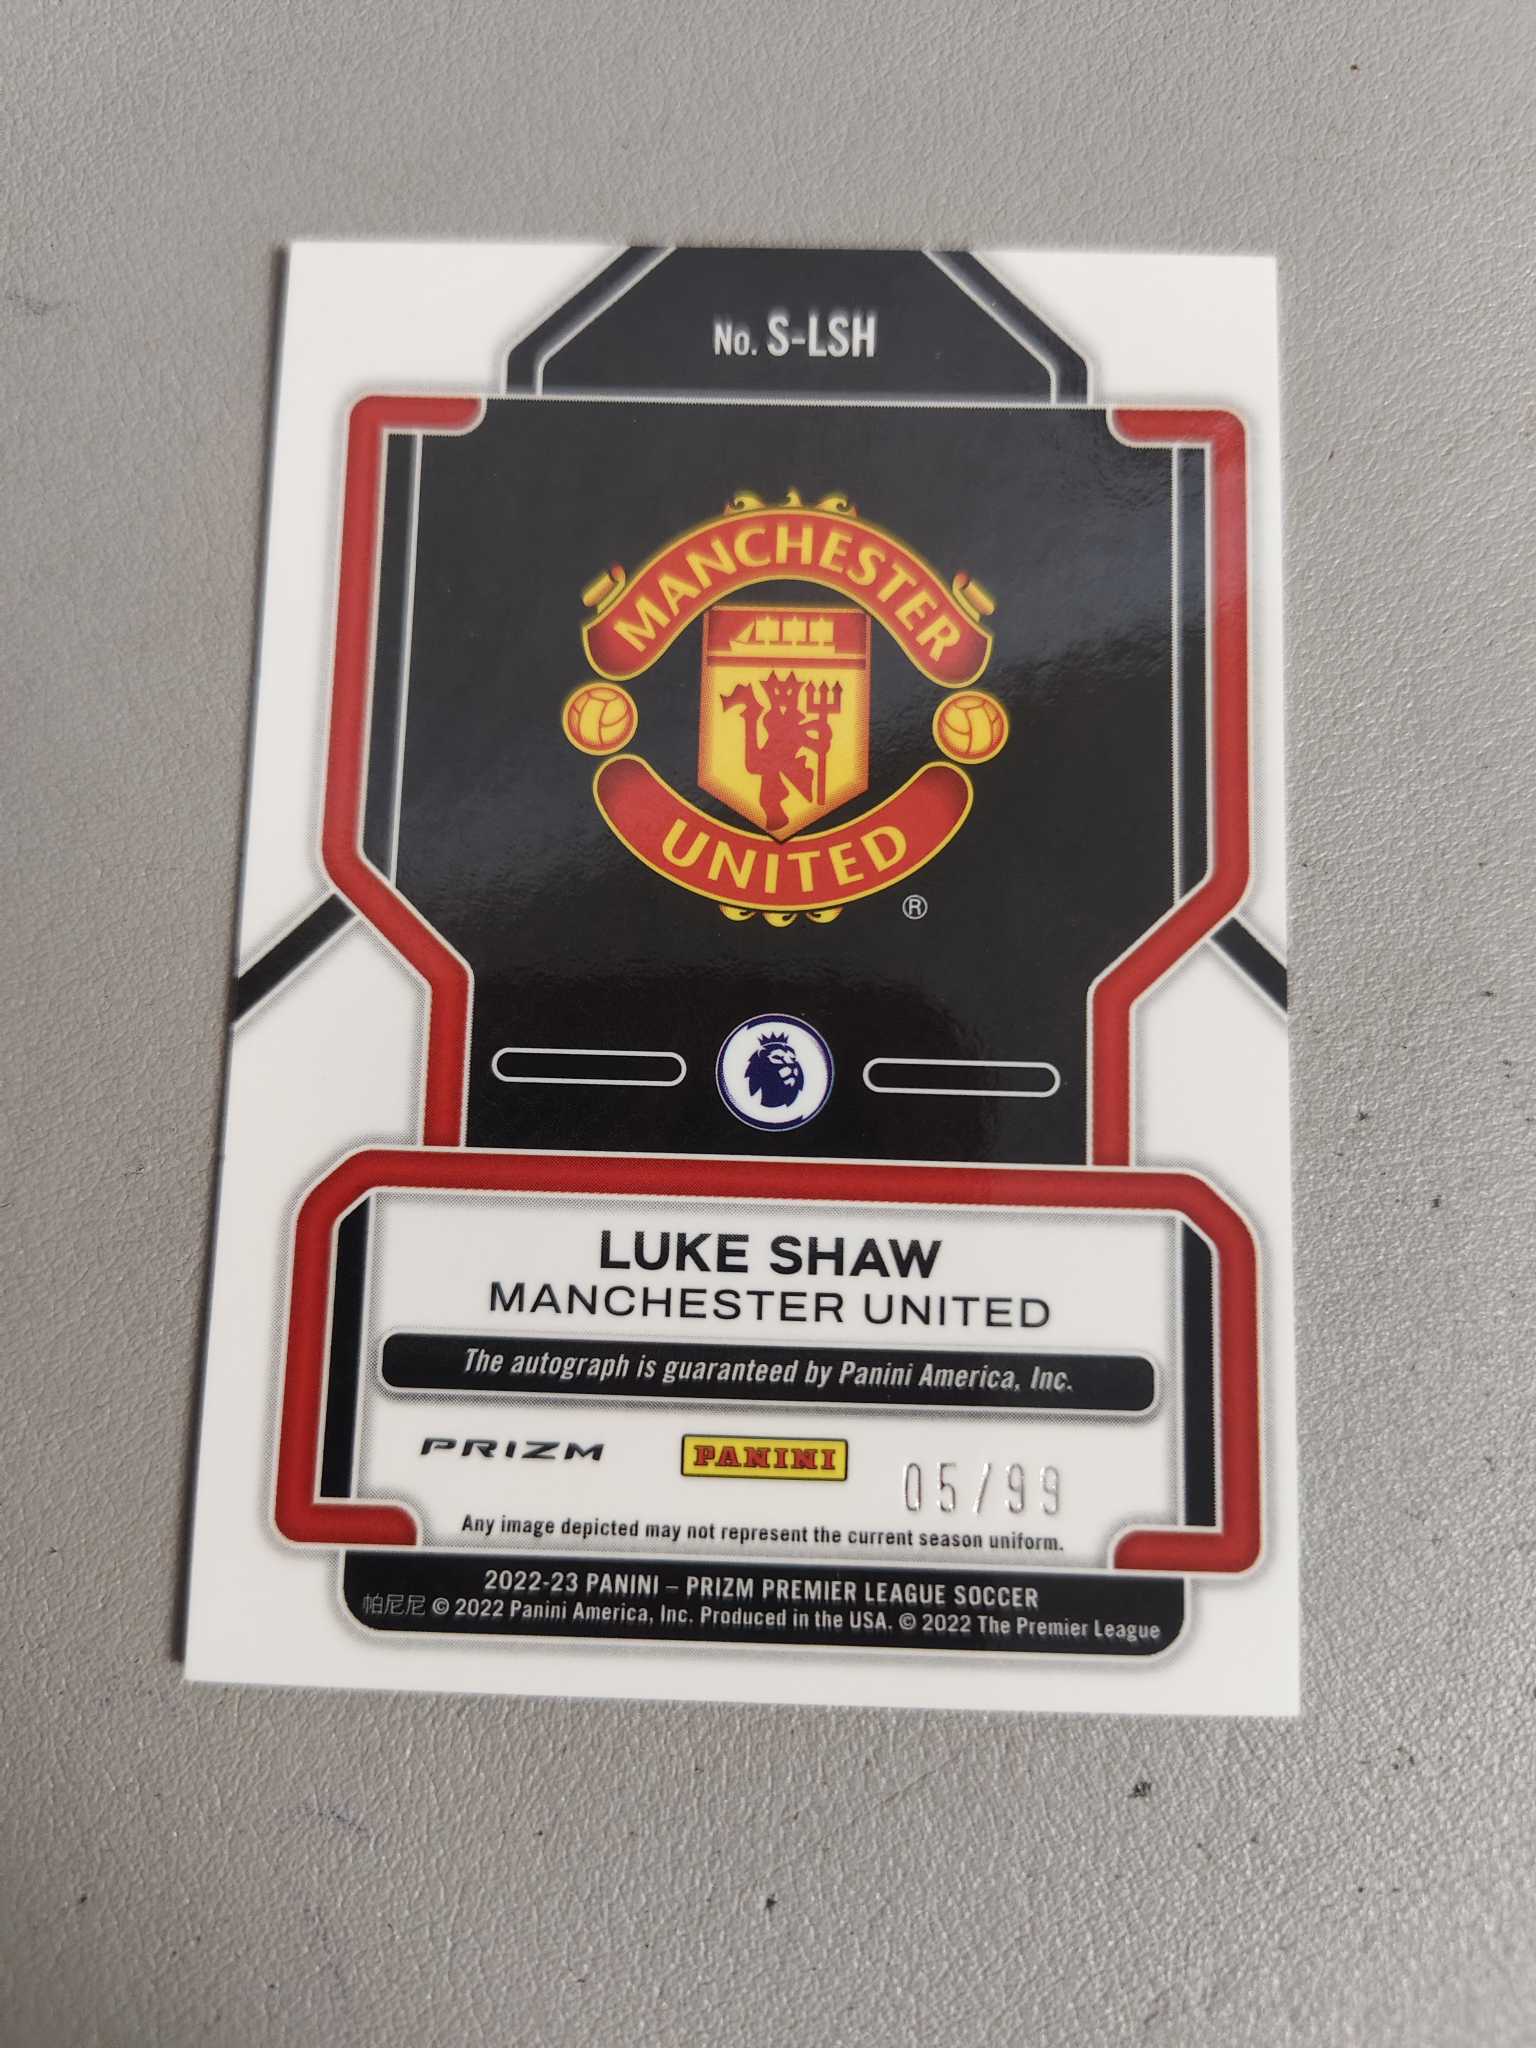 No. S-LSH
MANCHESTER
UNITED
®
LUKE SHAW
MANCHESTER UNITED
The autograph is guaranteed by Panini America, Inc.
PRIZM PANINI 05/99
Any image depicted may not represent the current season uniform.
2022-23 PANINI – PRIZM PREMIER LEAGUE SOCCER
帕尼尼 © 2022 Panini America, Inc. Produced in the USA. © 2022 The Premier League